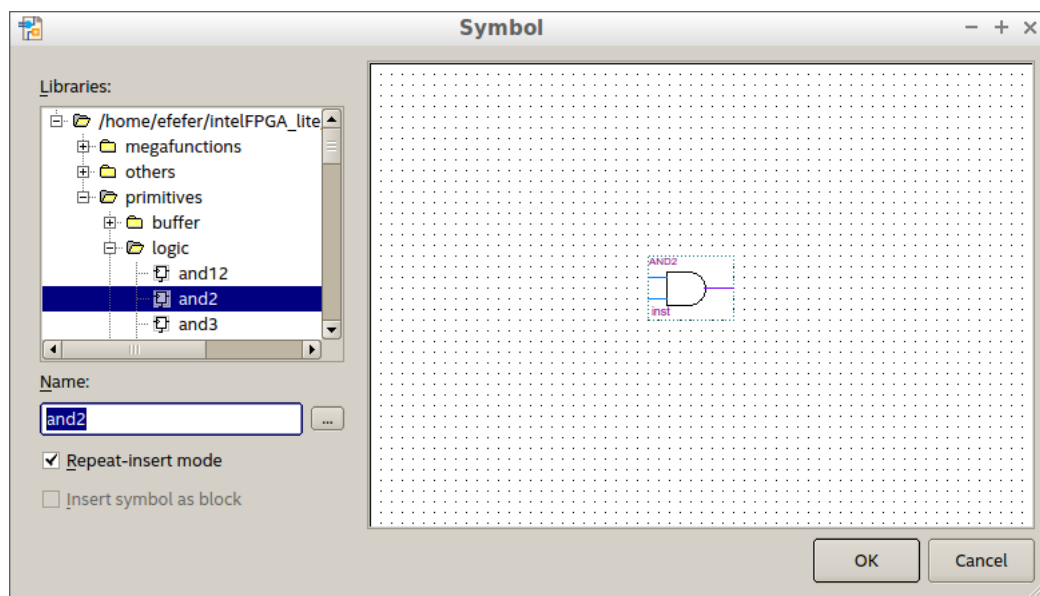 Symbol
Libraries:
/home/efefer/intelFPGA_lite
megafunctions
others
primitives
buffer
logic
and12
and2
and3
Name:
and2
...
Repeat-insert mode
Insert symbol as block
AND2
inst
OK
Cancel